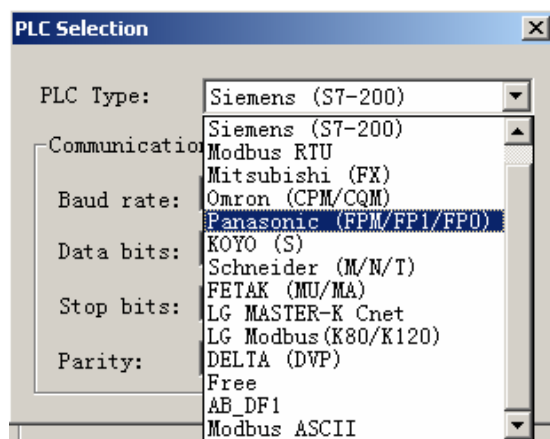 PLC Selection
PLC Type:
Siemens (S7-200)
Siemens (S7-200)
Communicatio
Modbus RTU
Mitsubishi (FX)
Baud rate:
Omron (CPM/CQM)
Panasonic (FPM/FP1/FP0)
KOYO (S)
Data bits:
Schneider (M/N/T)
FETAK (MU/MA)
Stop bits:
LG MASTER-K Cnet
LG Modbus(K80/K120)
Parity:
DELTA (DVP)
Free
AB_DF1
Modbus ASCII